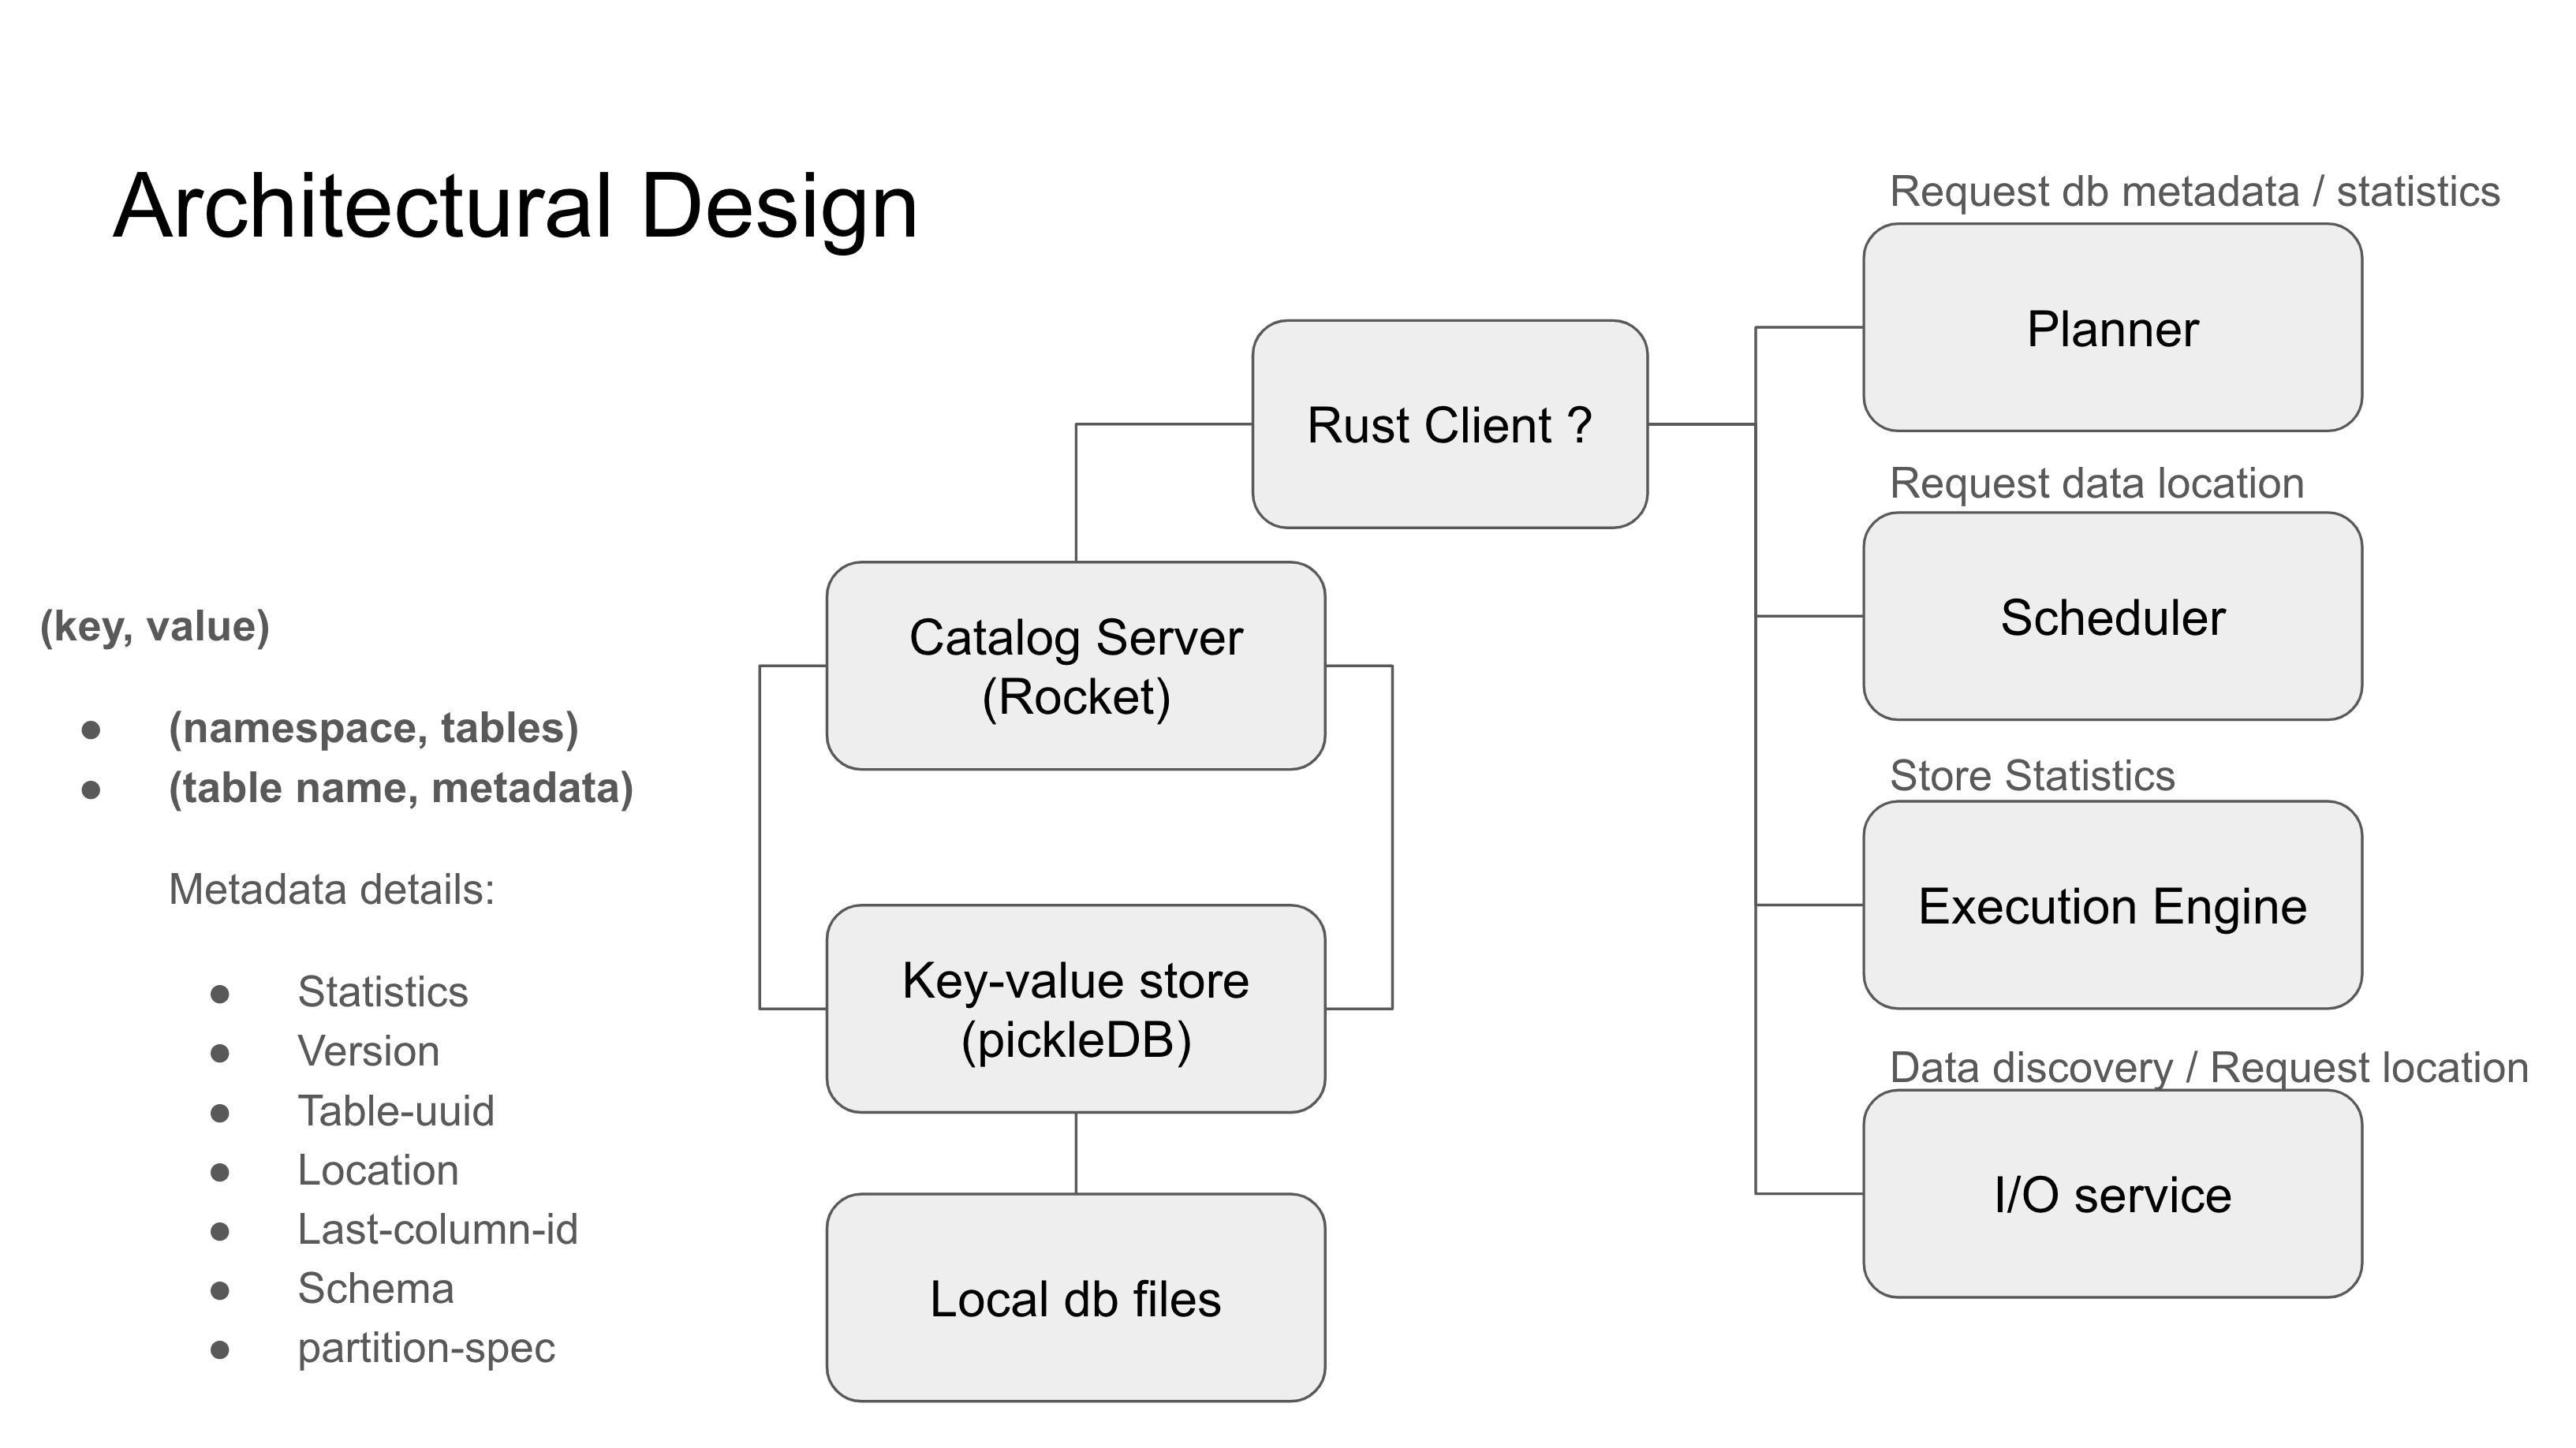 Architectural Design
(key, value)
● (namespace, tables)
● (table name, metadata)
Metadata details:
● Statistics
● Version
● Table-uuid
● Location
● Last-column-id
● Schema
● partition-spec
Rust Client ?
Catalog Server
(Rocket)
Key-value store
(pickleDB)
Local db files
Request db metadata / statistics
Planner
Request data location
Scheduler
Store Statistics
Execution Engine
Data discovery / Request location
I/O service